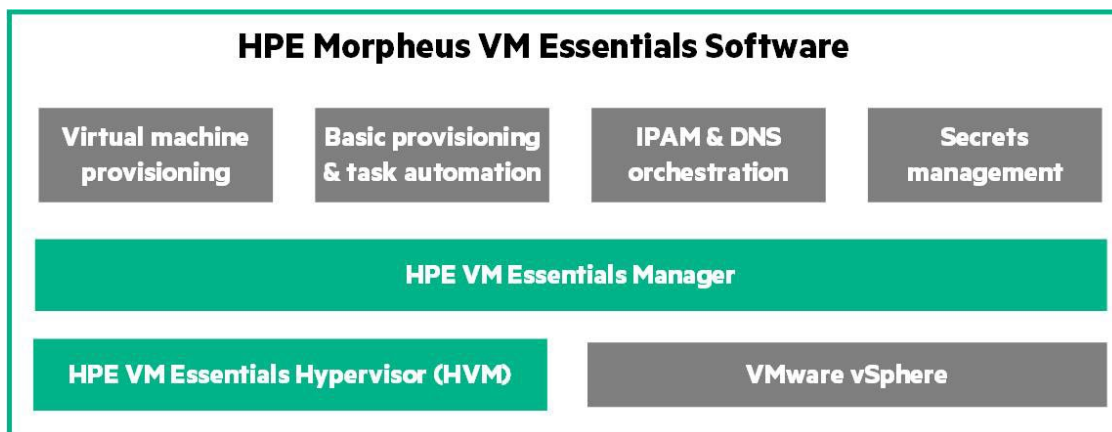 HPE Morpheus VM Essentials Software
Virtual machine
provisioning
Basic provisioning
& task automation
IPAM & DNS
orchestration
Secrets
management
HPE VM Essentials Manager
HPE VM Essentials Hypervisor (HVM)
VMware vSphere